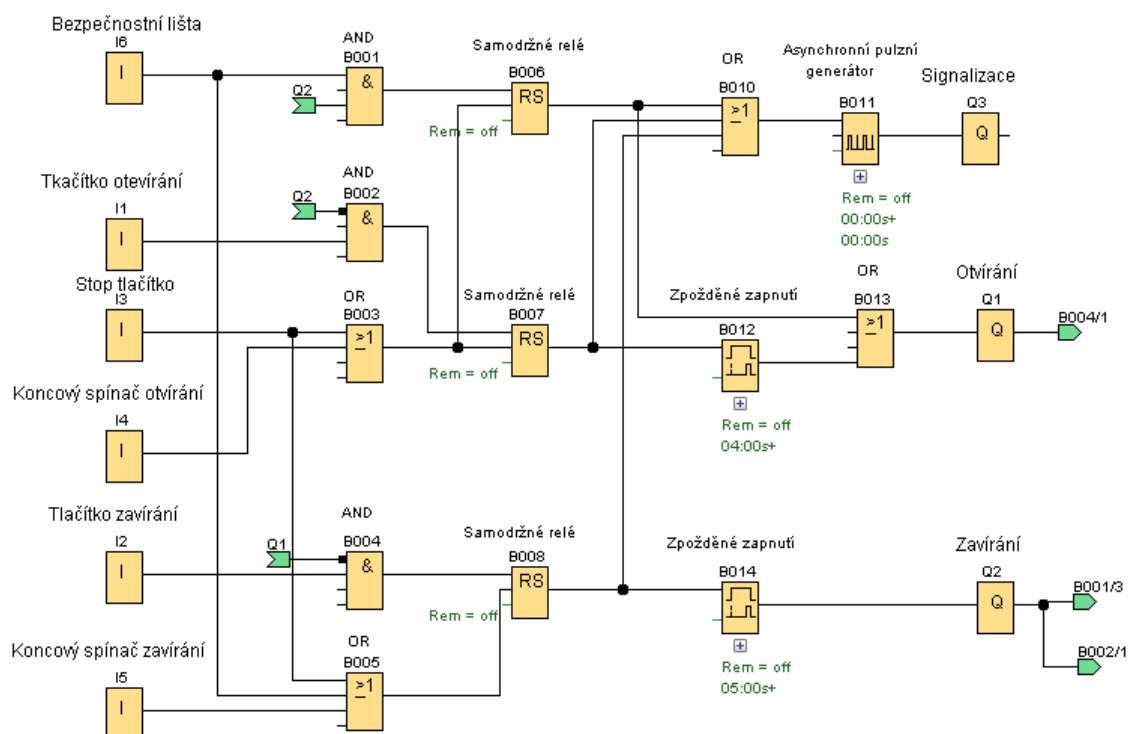 Bezpečnostní lišta
I6
I
AND
B001
&
Q2
Samodržné relé
B006
RS
Rem = off
OR
B010
>1
Asynchronní pulzní
generátor
B011
Rem = off
00:00s+
00:00s
Signalizace
Q3
Q
Tkačítko otevírání
I1
I
AND
B002
&
Q2
Stop tlačítko
I3
I
OR
B003
>1
Samodržné relé
B007
RS
Rem = off
Zpožděné zapnutí
B012
Rem = off
04:00s+
OR
B013
>1
Otvírání
Q1
Q
B004/1
Koncový spínač otvírání
I4
I
Tlačítko zavírání
I2
I
AND
B004
&
Q1
Samodržné relé
B008
RS
Rem = off
Zpožděné zapnutí
B014
Rem = off
05:00s+
Zavírání
Q2
Q
B001/3
B002/1
Koncový spínač zavírání
I5
I
OR
B005
>1